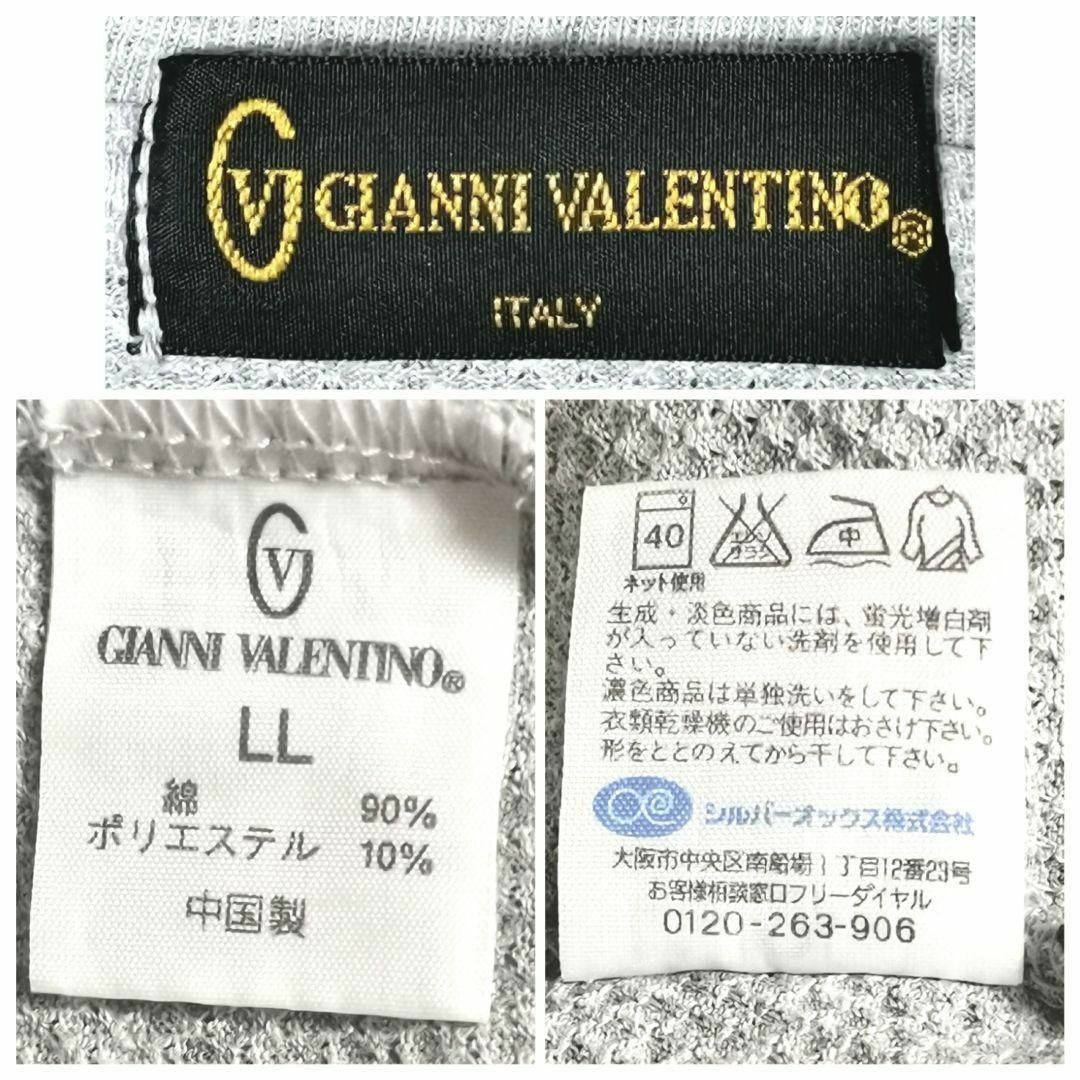 GV GIANNI VALENTINO®
ITALY
GV
GIANNI VALENTINO®
LL
綿 90%
ポリエステル 10%
中国製
40 エンソ 中
ネット使用
生成・淡色商品には、蛍光増白剤
が入っていない洗剤を使用して下
さい。
濃色商品は単独洗いをして下さい。
衣類乾燥機のご使用はおさけ下さい。
形をととのえてから干して下さい。
シルバーオックス株式会社
大阪市中央区南船場1丁目12番29号
お客様相談窓口フリーダイヤル
0120-263-906